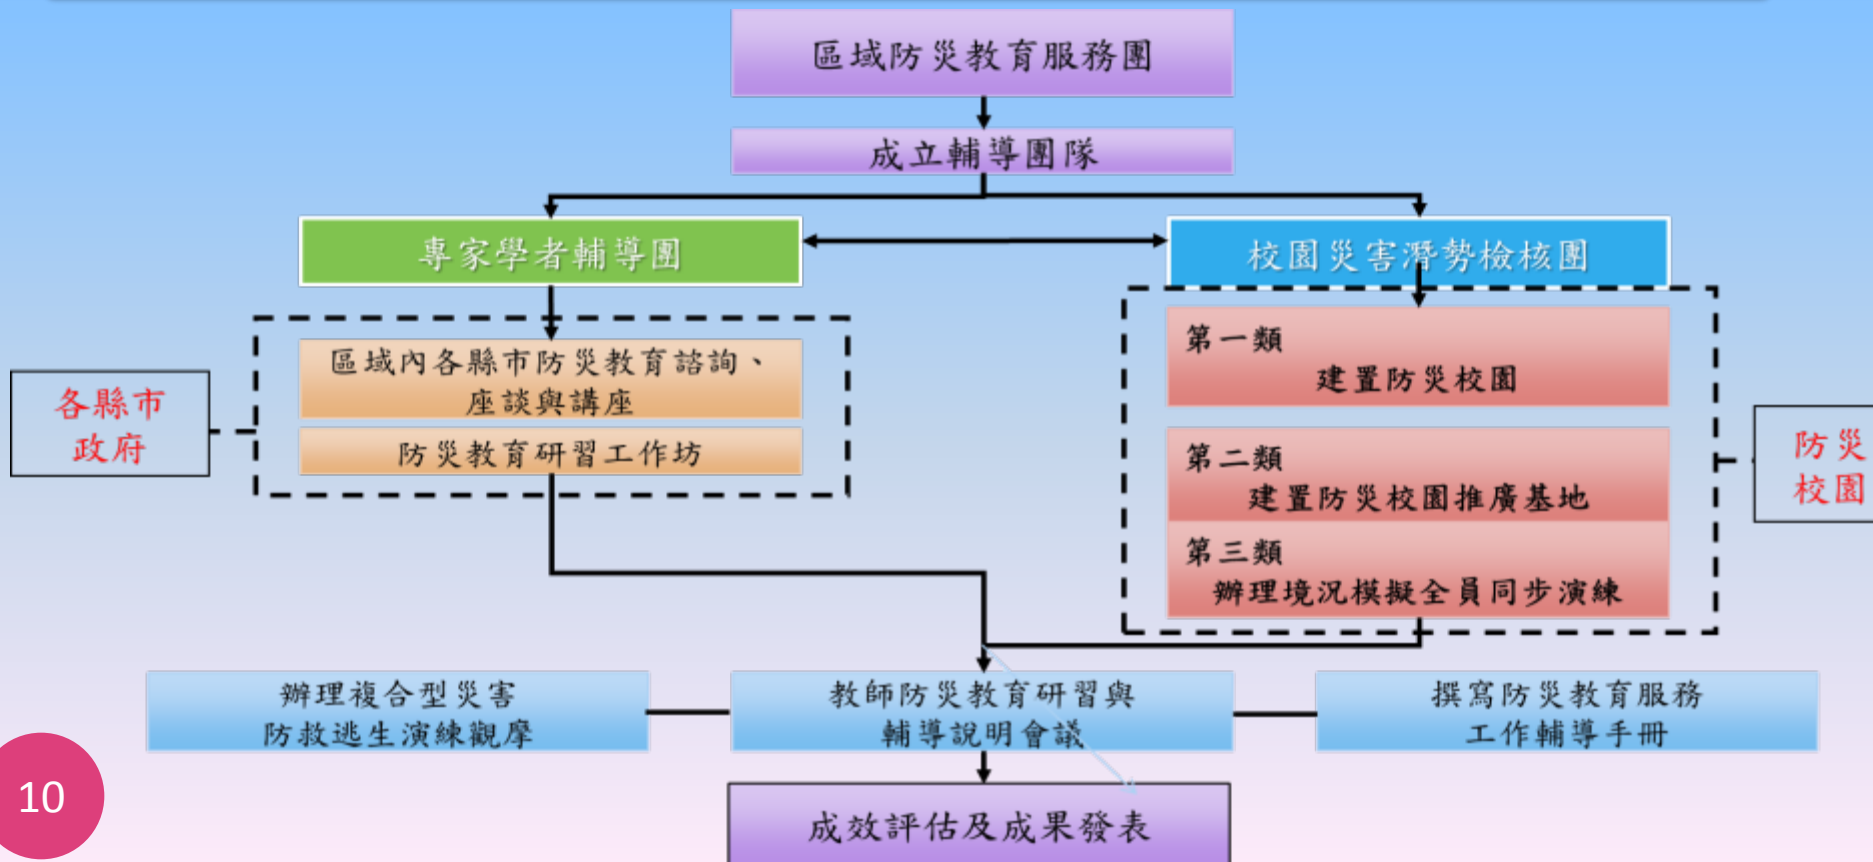 區域防災教育服務團
成立輔導團隊
專家學者輔導團
校園災害潛勢檢核團
各縣市
政府
區域內各縣市防災教育諮詢、
座談與講座
防災教育研習工作坊
第一類
建置防災校園
第二類
建置防災校園推廣基地
第三類
辦理境況模擬全員同步演練
防災
校園
辦理複合型災害
防救逃生演練觀摩
教師防災教育研習與
輔導說明會議
撰寫防災教育服務
工作輔導手冊
成效評估及成果發表
10